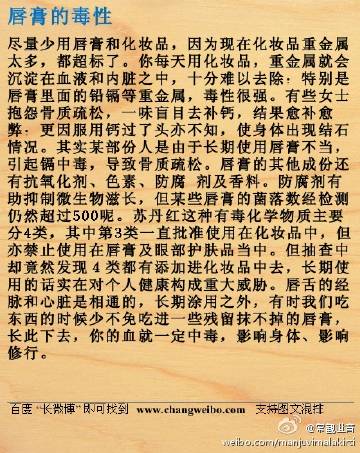 唇膏的毒性
尽量少用唇膏和化妆品，因为现在化妆品重金属
太多，都超标了。你每天用化妆品，重金属就会
沉淀在血液和内脏之中，十分难以去除：特别是
唇膏里面的铅镉等重金属，毒性很强。有些女士
抱怨骨质疏松，一味盲目去补钙，结果愈补愈
弊：更因服用钙过了头亦不知，使身体出现结石
情况。其实某部份人是由于长期使用唇膏不当，
引起镉中毒，导致骨质疏松。唇膏的其他成份还
有抗氧化剂、色素、防腐 剂及香料。防腐剂有
助抑制微生物滋长，但某些唇膏的菌落数经检测
仍然超过500呢。苏丹红这种有毒化学物质主要
分4类，其中第3类一直批准使用在化妆品中，但
亦禁止使用在唇膏及眼部护肤品当中。但抽查中
却竟然发现 4 类都有添加进化妆品中去，长期使
用的话实在对个人健康构成重大威胁。唇舌的经
脉和心脏是相通的，长期涂用之外，有时我们吃
东西的时候少不免吃进一些残留抹不掉的唇膏，
长此下去，你的血就一定中毒，影响身体、影响
修行。
百度 "长微博" 即可找到 www.changweibo.com 支持图文混排
weibo.com/manjuvimalakirti